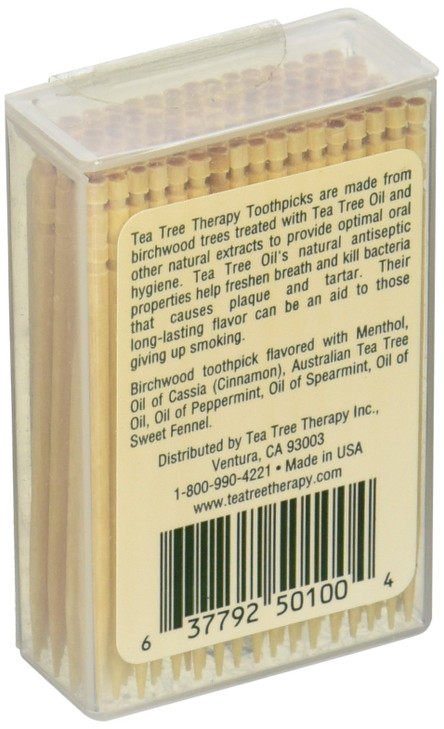 Tea Tree Therapy Toothpicks are made from
birchwood trees treated with Tea Tree Oil and
other natural extracts to provide optimal oral
hygiene. Tea Tree Oil's natural antiseptic
properties help freshen breath and kill bacteria
that causes plaque and tartar. Their
long-lasting flavor can be an aid to those
giving up smoking.
Birchwood toothpick flavored with Menthol,
Oil of Cassia (Cinnamon), Australian Tea Tree
Oil, Oil of Peppermint, Oil of Spearmint, Oil of
Sweet Fennel.
Distributed by Tea Tree Therapy Inc.,
Ventura, CA 93003
1-800-990-4221 • Made in USA
www.teatreetherapy.com
6 37792 50100 4